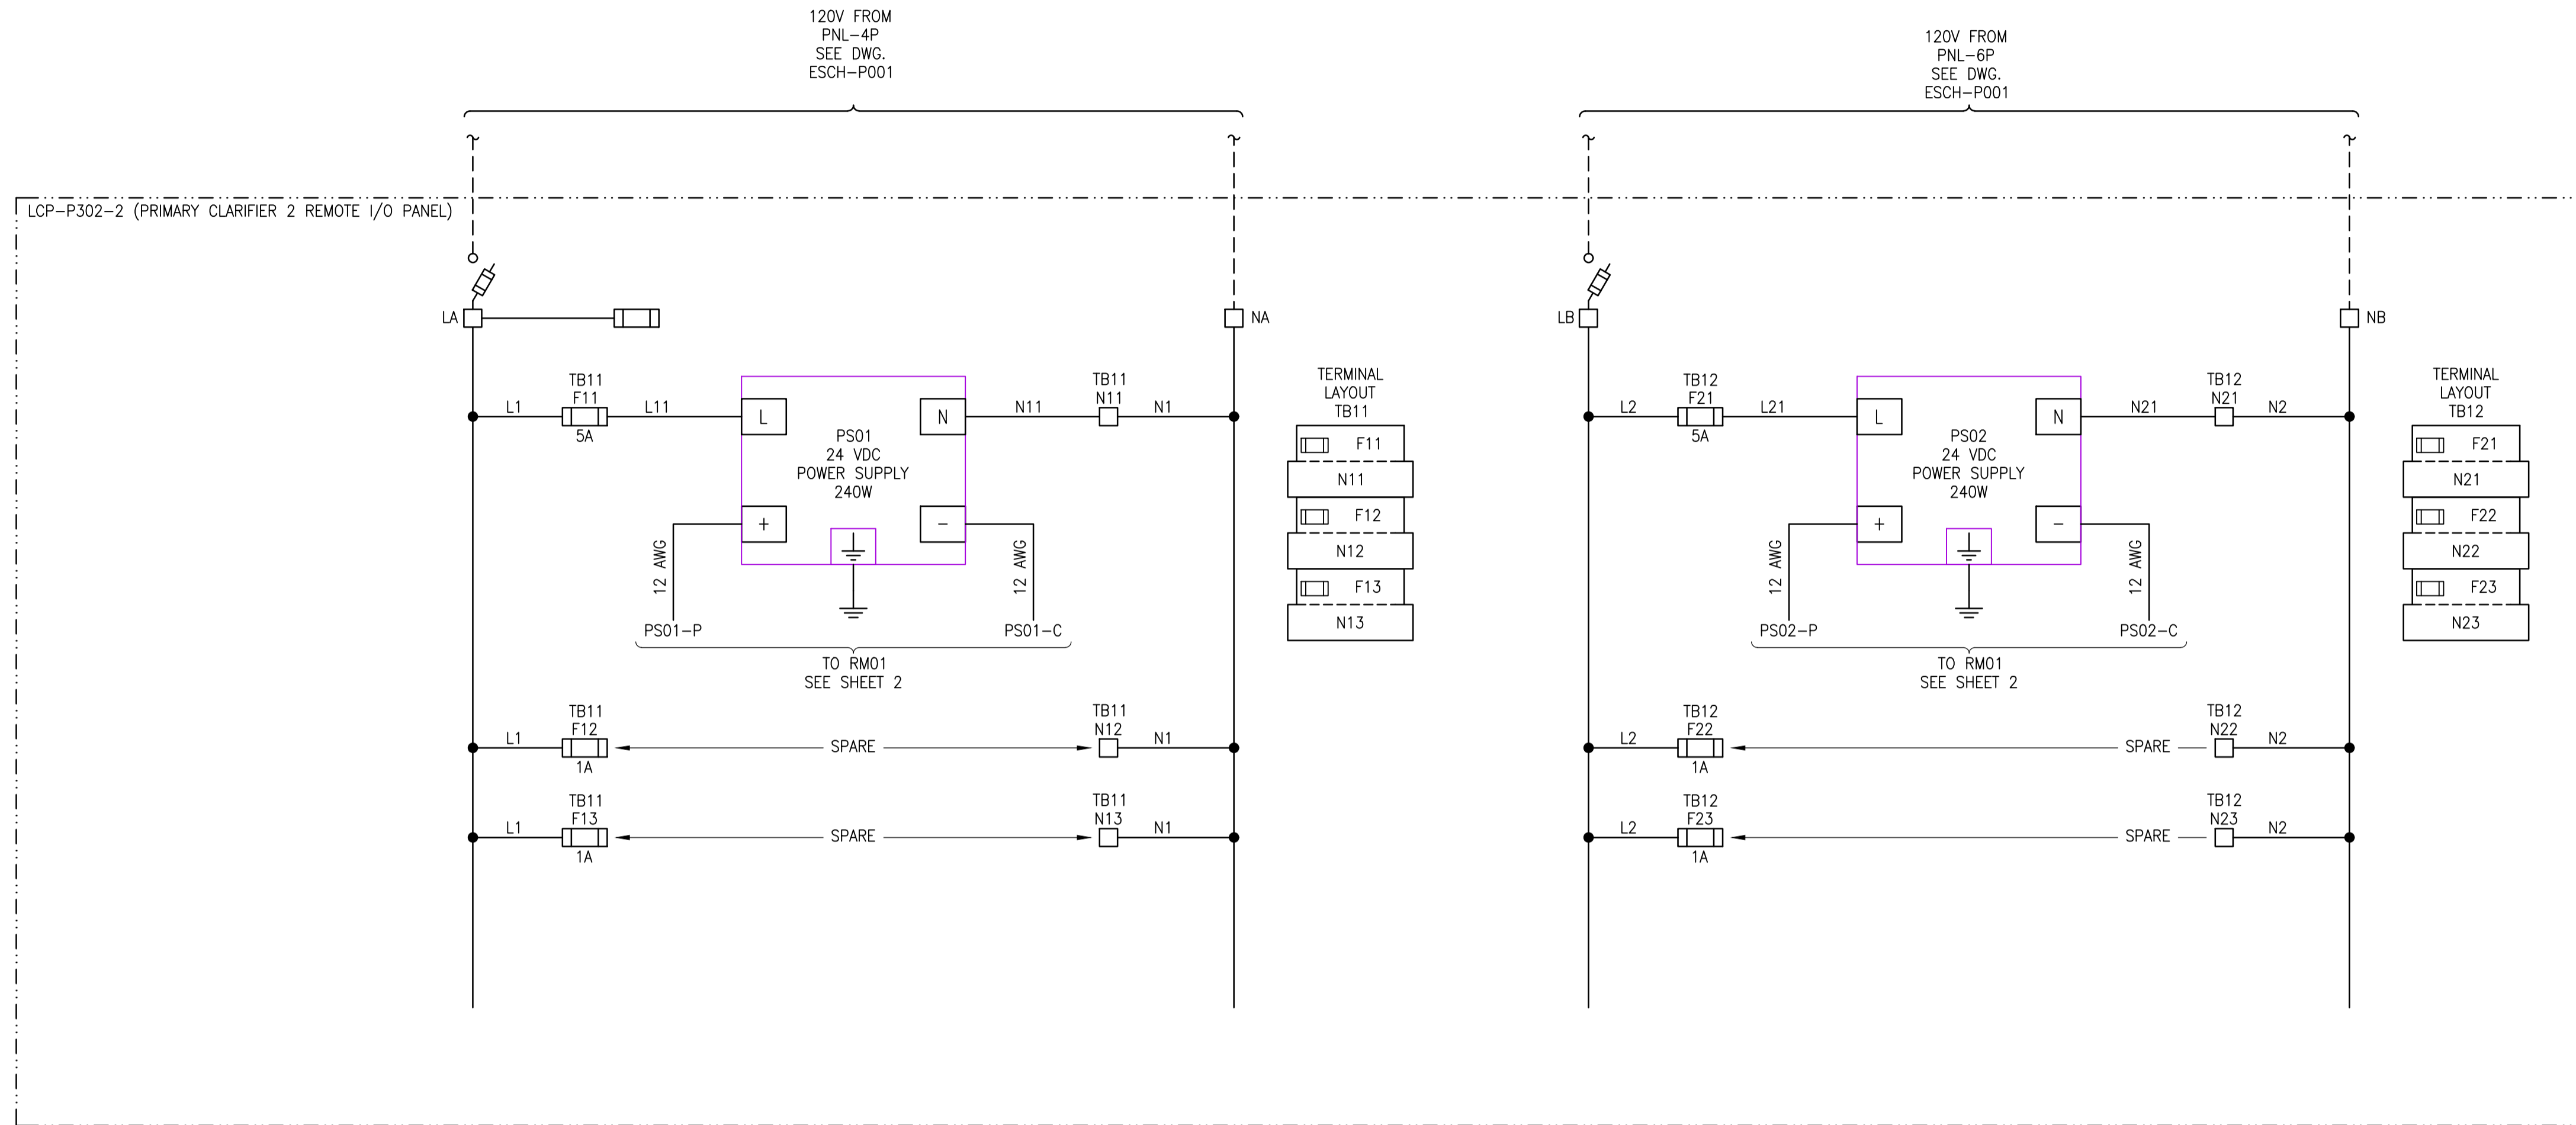 120V FROM
PNL-4P
SEE DWG.
ESCH-P001
120V FROM
PNL-6P
SEE DWG.
ESCH-P001
LCP-P302-2 (PRIMARY CLARIFIER 2 REMOTE I/O PANEL)
LA
NA
LB
NB
L1
TB11
F11
5A
L11
L
N
PS01
24 VDC
POWER SUPPLY
240W
+
-
N11
TB11
N11
N1
12 AWG
12 AWG
PS01-P
PS01-C
TO RM01
SEE SHEET 2
L1
TB11
F12
1A
SPARE
TB11
N12
N1
L1
TB11
F13
1A
SPARE
TB11
N13
N1
TERMINAL
LAYOUT
TB11
F11
N11
F12
N12
F13
N13
L2
TB12
F21
5A
L21
L
N
PS02
24 VDC
POWER SUPPLY
240W
+
-
N21
TB12
N21
N2
12 AWG
12 AWG
PS02-P
PS02-C
TO RM01
SEE SHEET 2
L2
TB12
F22
1A
SPARE
TB12
N22
N2
L2
TB12
F23
1A
SPARE
TB12
N23
N2
TERMINAL
LAYOUT
TB12
F21
N21
F22
N22
F23
N23